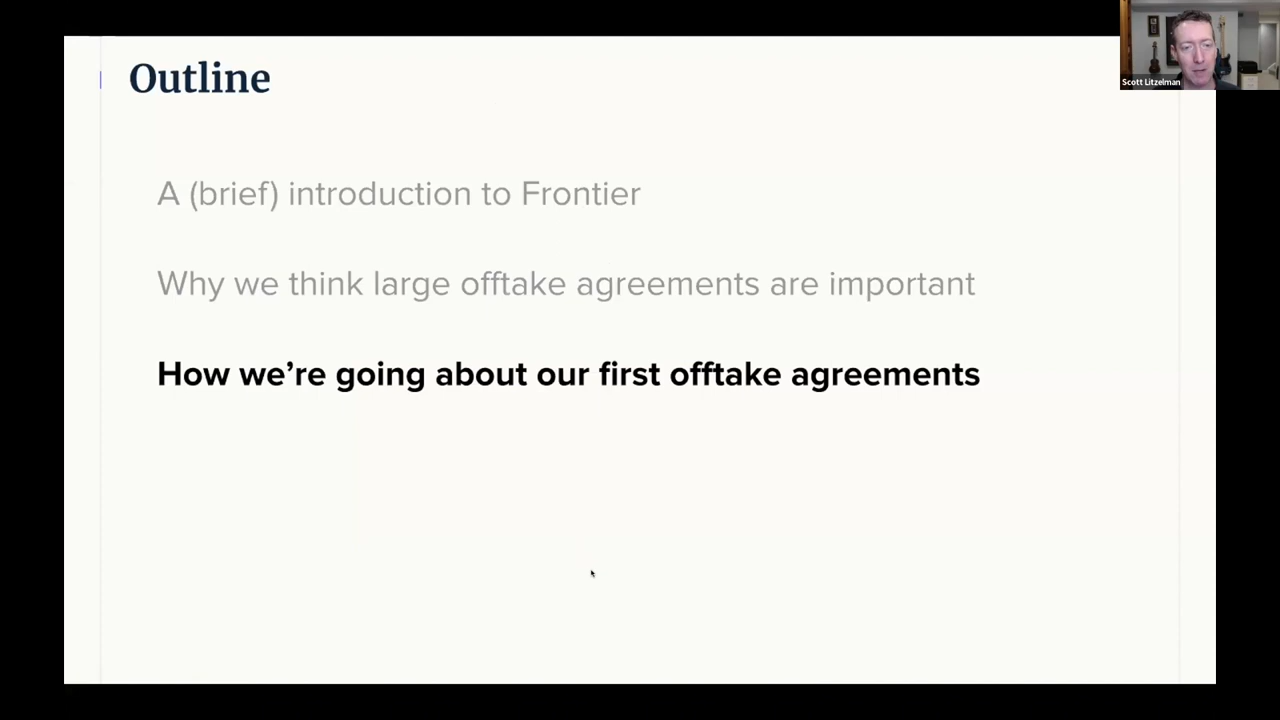 Outline
A (brief) introduction to Frontier
Why we think large offtake agreements are important
How we’re going about our first offtake agreements
Scott Litzelman